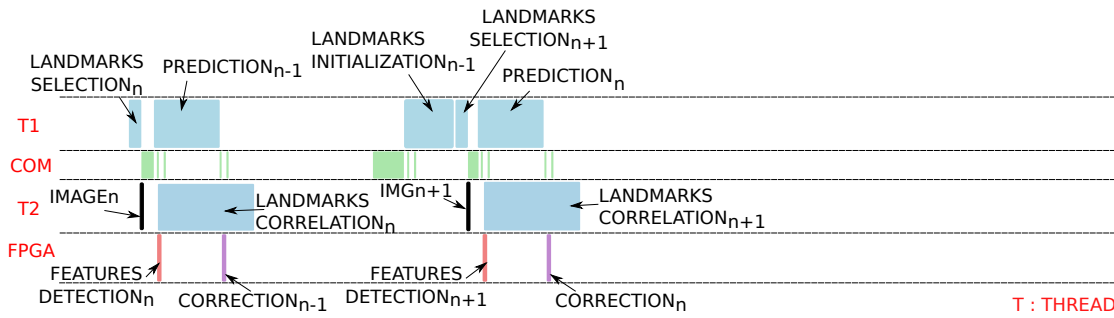 LANDMARKS
SELECTIONn+1
LANDMARKS
INITIALIZATIONn-1
LANDMARKS
SELECTIONn
PREDICTIONn-1
PREDICTIONn
T1
COM
T2
IMAGEn
LANDMARKS
CORRELATIONn
IMGn+1
LANDMARKS
CORRELATIONn+1
FPGA
FEATURES
DETECTIONn
CORRECTIONn-1
FEATURES
DETECTIONn+1
CORRECTIONn
T : THREAD